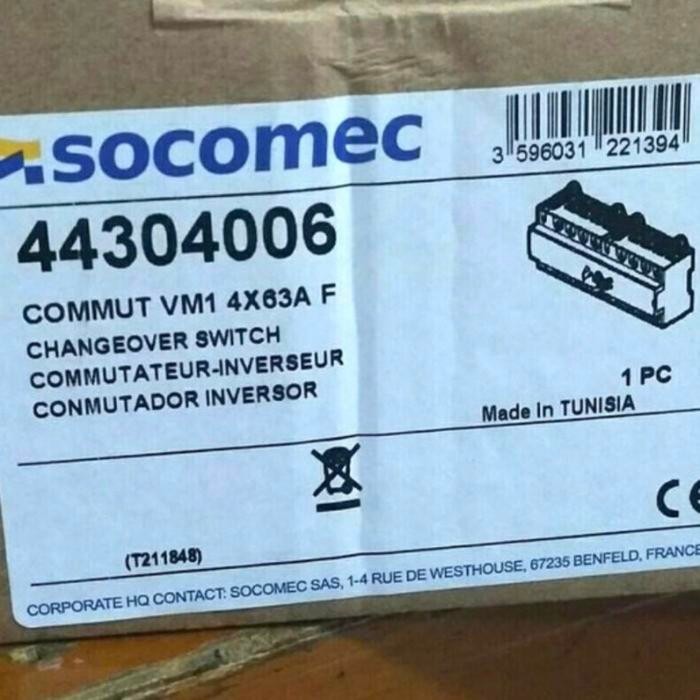 socomec
3 596031 221394
44304006
COMMUT VM1 4X63A F
CHANGEOVER SWITCH
COMMUTATEUR-INVERSEUR
CONMUTADOR INVERSOR
1 PC
Made In TUNISIA
CE
(T211848)
CORPORATE HQ CONTACT: SOCOMEC SAS, 1-4 RUE DE WESTHOUSE, 67235 BENFELD, FRANCE